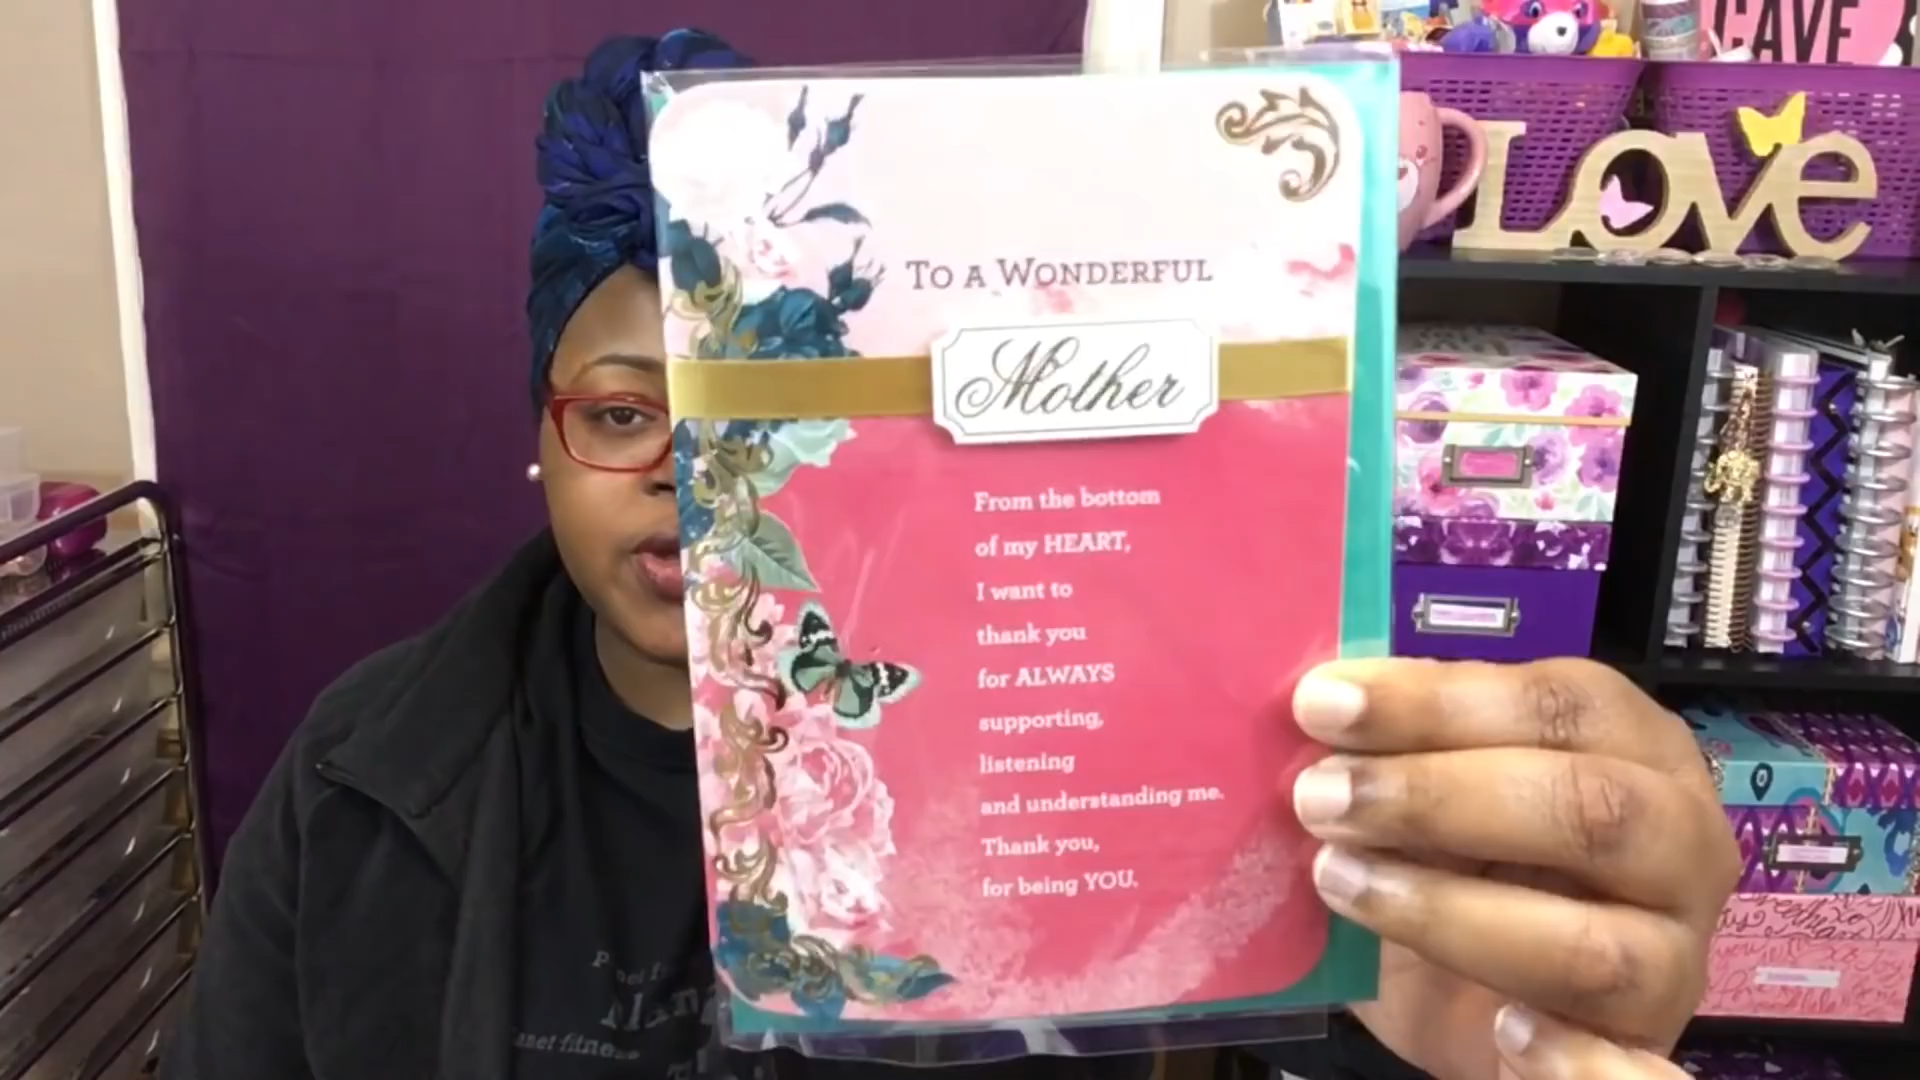 CAVE
LOVE
TO A WONDERFUL
Mother
From the bottom
of my HEART,
I want to
thank you
for ALWAYS
supporting,
listening
and understanding me.
Thank you,
for being YOU.